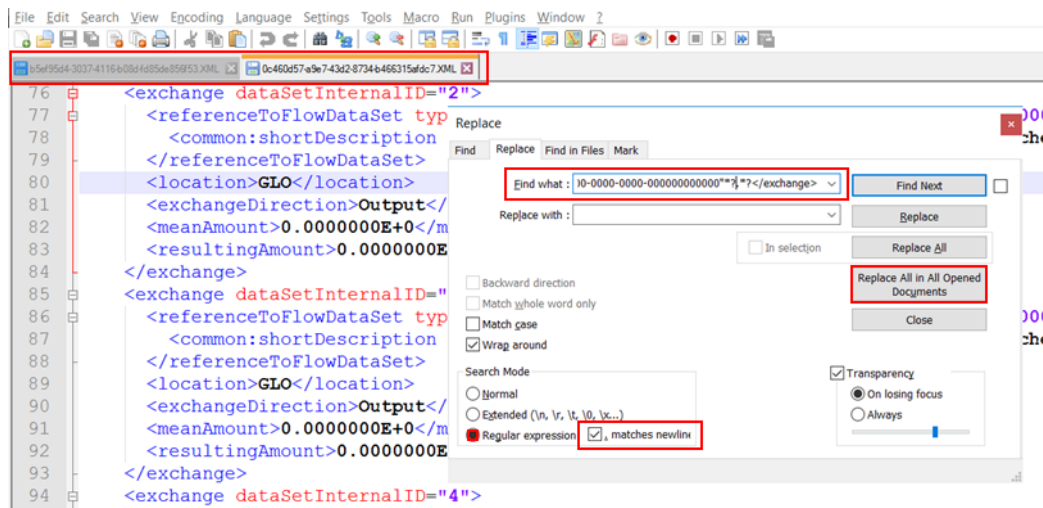 File Edit Search View Encoding Language Settings Tools Macro Run Plugins Window ?
b5ef95d4-3037-4116-b08d-fd85de856f53.XML 0c460d57-a9e7-43d2-8734-b466315afdc7.XML
76 <exchange dataSetInternalID="2">
77 <referenceToFlowDataSet typ
78 <common:shortDescription
79 </referenceToFlowDataSet>
80 <location>GLO</location>
81 <exchangeDirection>Output</
82 <meanAmount>0.0000000E+0</m
83 <resultingAmount>0.0000000E
84 </exchange>
85 <exchange dataSetInternalID="
86 <referenceToFlowDataSet typ
87 <common:shortDescription
88 </referenceToFlowDataSet>
89 <location>GLO</location>
90 <exchangeDirection>Output</
91 <meanAmount>0.0000000E+0</m
92 <resultingAmount>0.0000000E
93 </exchange>
94 <exchange dataSetInternalID="4">
Replace
Find Replace Find in Files Mark
Find what : )0-0000-0000-000000000000"*?,*?</exchange> Find Next
Replace with : Replace
In selection Replace All
Backward direction
Match whole word only
Match case
Wrap around
Replace All in All Opened
Documents
Close
Search Mode
Normal
Extended (\n, \r, \t, \0, \x...)
Regular expression . matches newline
Transparency
On losing focus
Always